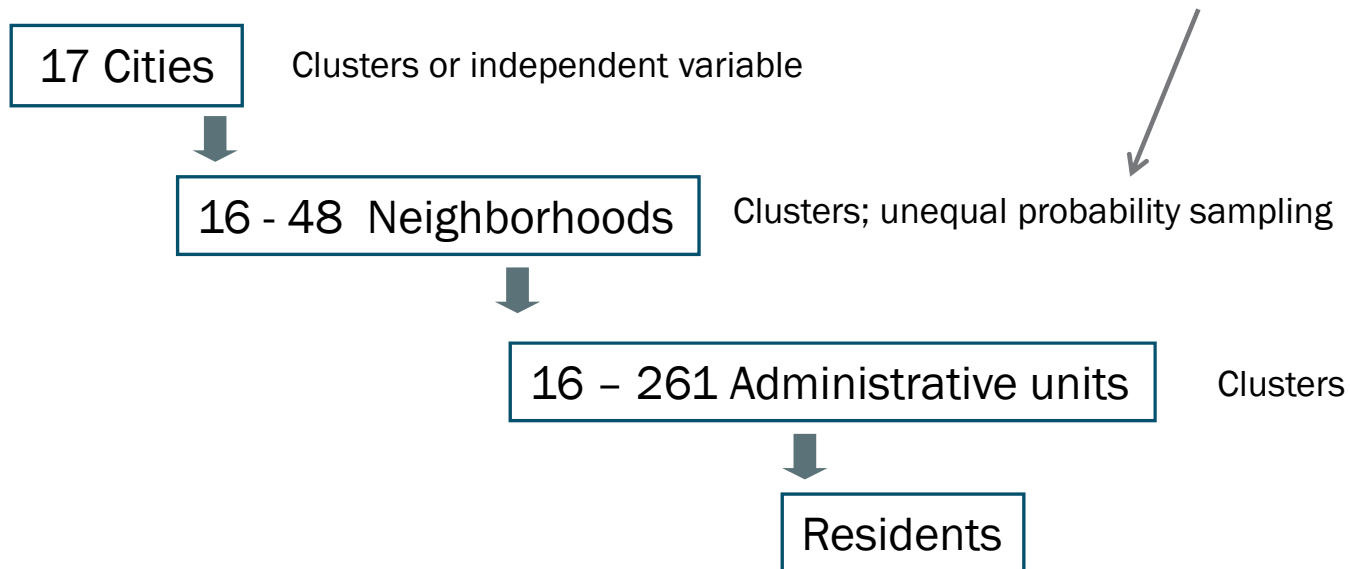 17 Cities
Clusters or independent variable
16 - 48 Neighborhoods
Clusters; unequal probability sampling
16 – 261 Administrative units
Clusters
Residents